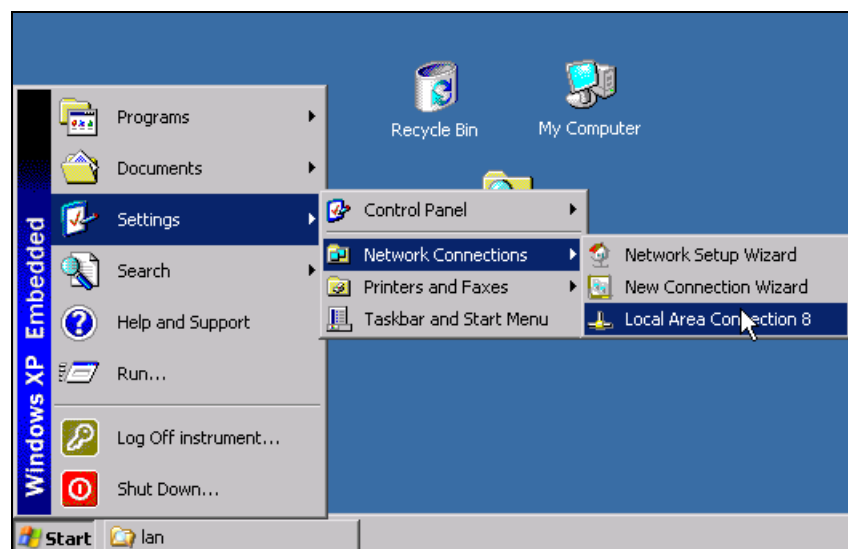 Recycle Bin
My Computer
Programs
Documents
Settings
Search
Help and Support
Run...
Log Off instrument...
Shut Down...
Windows XP Embedded
Control Panel
Network Connections
Printers and Faxes
Taskbar and Start Menu
Network Setup Wizard
New Connection Wizard
Local Area Connection 8
Start
lan